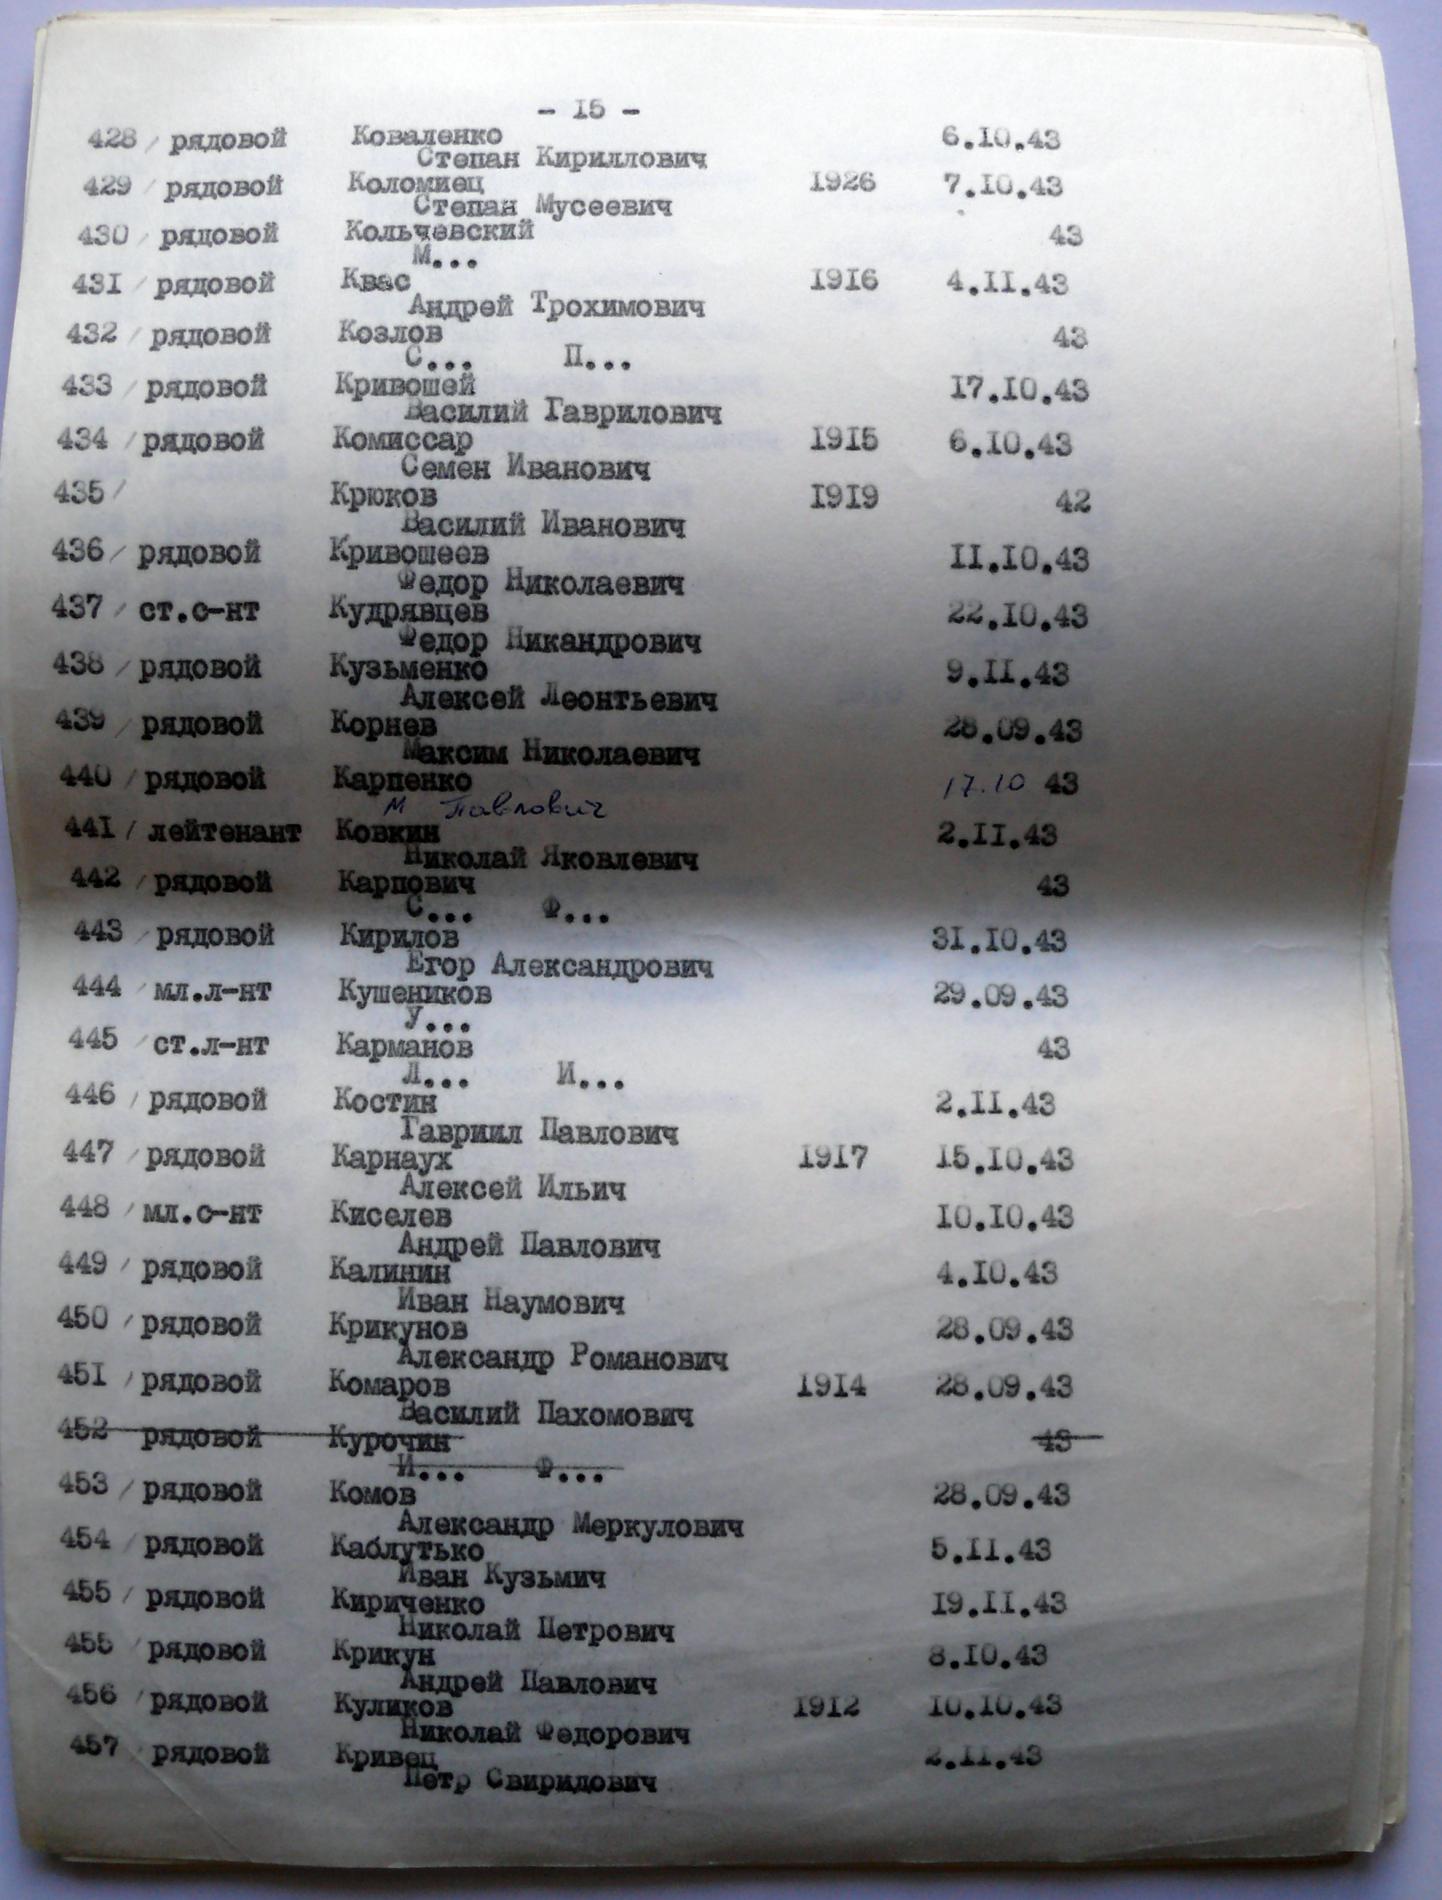 - 15 -
428 / рядовой Коваленко 6.10.43
Степан Кириллович
429 / рядовой Коломиец 1926 7.10.43
Степан Мусеевич
430 / рядовой Кольчевский 43
М...
431 / рядовой Квас 1916 4.11.43
Андрей Трохимович
432 / рядовой Козлов 43
С... П...
433 / рядовой Кривошей 17.10.43
Василий Гаврилович
434 / рядовой Комиссар 1915 6.10.43
Семен Иванович
435 / Крюков 1919 42
Василий Иванович
436 / рядовой Кривошеев 11.10.43
Федор Николаевич
437 / ст.с-нт Кудрявцев 22.10.43
Федор Никандрович
438 / рядовой Кузьменко 9.11.43
Алексей Леонтьевич
439 / рядовой Корнев 28.09.43
Максим Николаевич
440 / рядовой Карпенко 17.10 43
М Павлович
441 / лейтенант Ковкин 2.11.43
Николай Яковлевич
442 / рядовой Карпович 43
С... Ф...
443 / рядовой Кирилов 31.10.43
Егор Александрович
444 / мл.л-нт Кушеников 29.09.43
У...
445 / ст.л-нт Карманов 43
Л... И...
446 / рядовой Костин 2.11.43
Гавриил Павлович
447 / рядовой Карнаух 1917 15.10.43
Алексей Ильич
448 / мл.с-нт Киселев 10.10.43
Андрей Павлович
449 / рядовой Калинин 4.10.43
Иван Наумович
450 / рядовой Крикунов 28.09.43
Александр Романович
451 / рядовой Комаров 1914 28.09.43
Василий Пахомович
452 рядовой Курочин 43
И... Ф...
453 / рядовой Комов 28.09.43
Александр Меркулович
454 / рядовой Каблутько 5.11.43
Иван Кузьмич
455 / рядовой Кириченко 19.11.43
Николай Петрович
455 / рядовой Крикун 8.10.43
Андрей Павлович
456 / рядовой Куликов 1912 10.10.43
Николай Федорович
457 / рядовой Кривец 2.11.43
Петр Свиридович